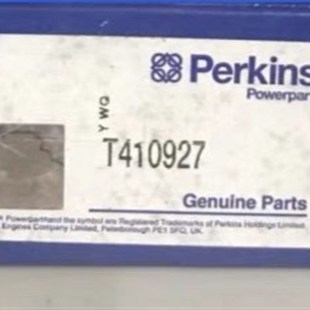 Perkins
Powerpar
Y WQ
T410927
Genuine Parts
Powerpart and the symbol are Registered Trademarks of Perkins Holdings Limited.
Engines Company Limited, Peterborough PE1 5FQ, UK.